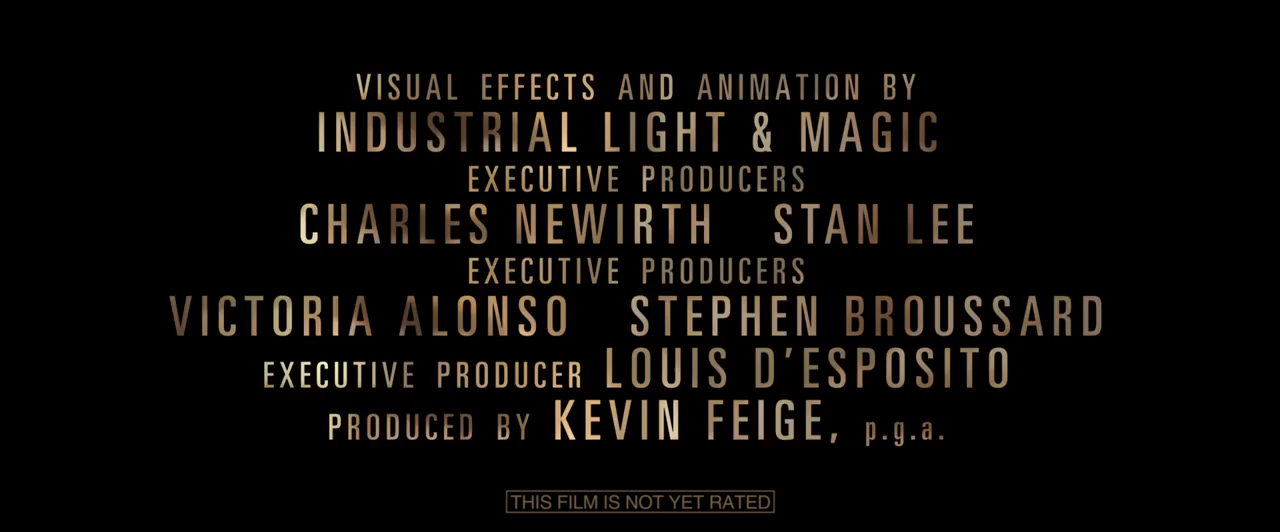 VISUAL EFFECTS AND ANIMATION BY
INDUSTRIAL LIGHT & MAGIC
EXECUTIVE PRODUCERS
CHARLES NEWIRTH STAN LEE
EXECUTIVE PRODUCERS
VICTORIA ALONSO STEPHEN BROUSSARD
EXECUTIVE PRODUCER LOUIS D'ESPOSITO
PRODUCED BY KEVIN FEIGE, p.g.a.
THIS FILM IS NOT YET RATED